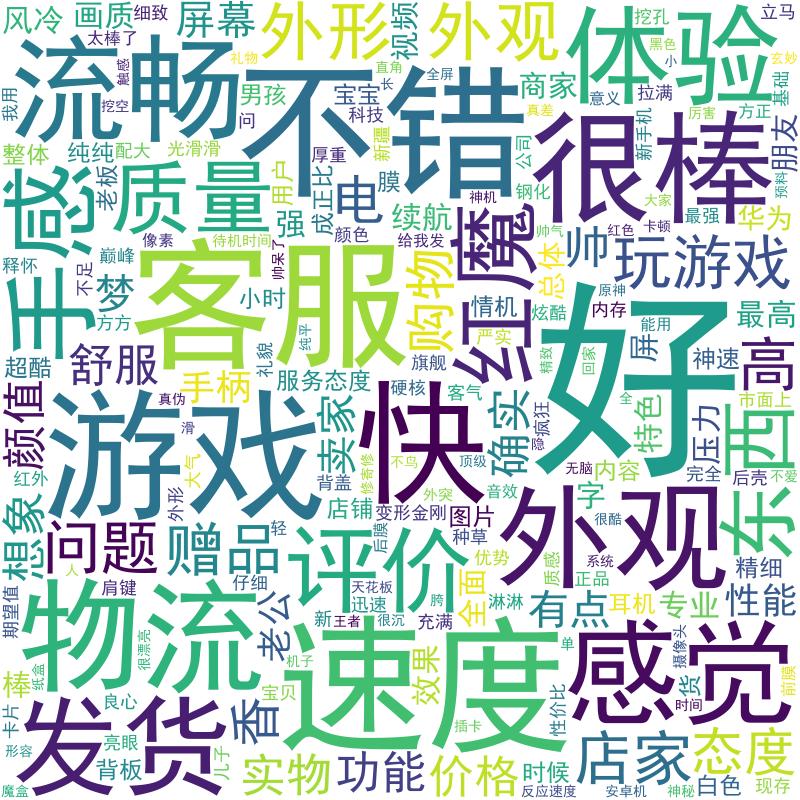 风冷
画质
细致
屏幕
外形
视频
外观
体验
挖孔
立马
太棒了
触感
礼物
直角
全屏
黑色
小
玄妙
我用
流畅
挖空
不错
长
商家
意义
拉满
基础
男孩
宝宝
科技
问
真差
厉害
方正
朋友
整体
纯纯
配大
光滑滑
厚重
新疆
公司
新手机
很棒
预料
手感
质量
老板
用户
强
成正比
电
膜
神机
钢化
帅气
大家
最强
华为
续航
红魔
红色
卡顿
像素
待机时间
颜色
给我发
帅
玩游戏
释怀
巅峰
不足
梦
客服
帅呆了
购物
总体
方方
小时
情机
炫酷
原神
内存
好
屏
能用
神速
最高
超酷
舒服
礼貌
纯平
严实
精致
回家
高
颜值
手柄
服务态度
旗舰
硬核
客气
确实
特色
市面上
真伪
游戏
滑
卖家
快
疯狂
隐
全
压力
西
红外
大气
背盖
修奇修
不鸟
顶级
无脑
内容
完全
后壳
不爱
想象
外形
店铺
外突
音效
字
东
问题
赠品
轻
后膜
变形金刚
图片
种草
很酷
外观
评价
优势
系统
人
肩键
仔细
天花板
质感
正品
精细
期望值
物流
老公
新
迅速
王者
胯
很沉
充满
全面
淋淋
有点
耳机
专业
性能
很漂亮
棒
纸盒
机子
速度
效果
单
感觉
摄像头
货
前膜
卡片
良心
发货
香
宝贝
插卡
性价比
时间
形容
亮眼
背板
儿子
实物
功能
价格
时候
店家
态度
魔盒
反应速度
安卓机
神秘
白色
现存